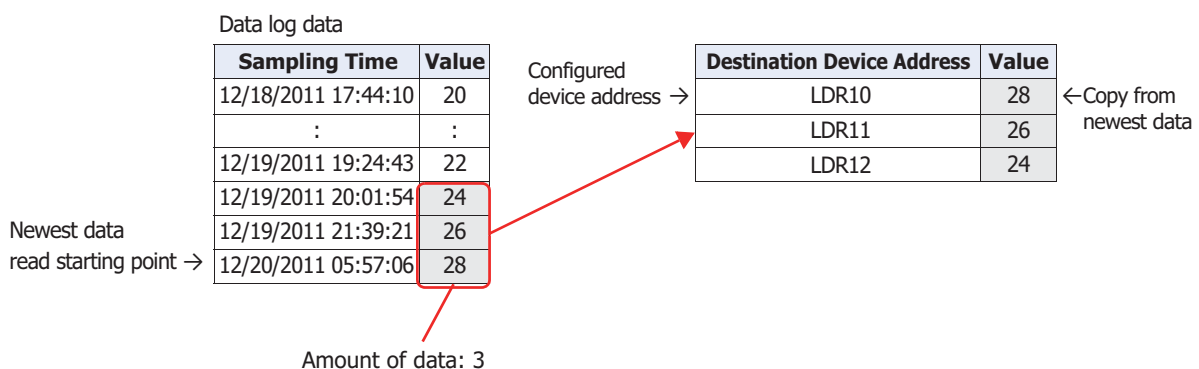 Data log data
Sampling Time Value
12/18/2011 17:44:10 20
: :
12/19/2011 19:24:43 22
12/19/2011 20:01:54 24
12/19/2011 21:39:21 26
12/20/2011 05:57:06 28
Newest data
read starting point →
Amount of data: 3
Configured
device address →
Destination Device Address Value
LDR10 28
LDR11 26
LDR12 24
←Copy from
newest data